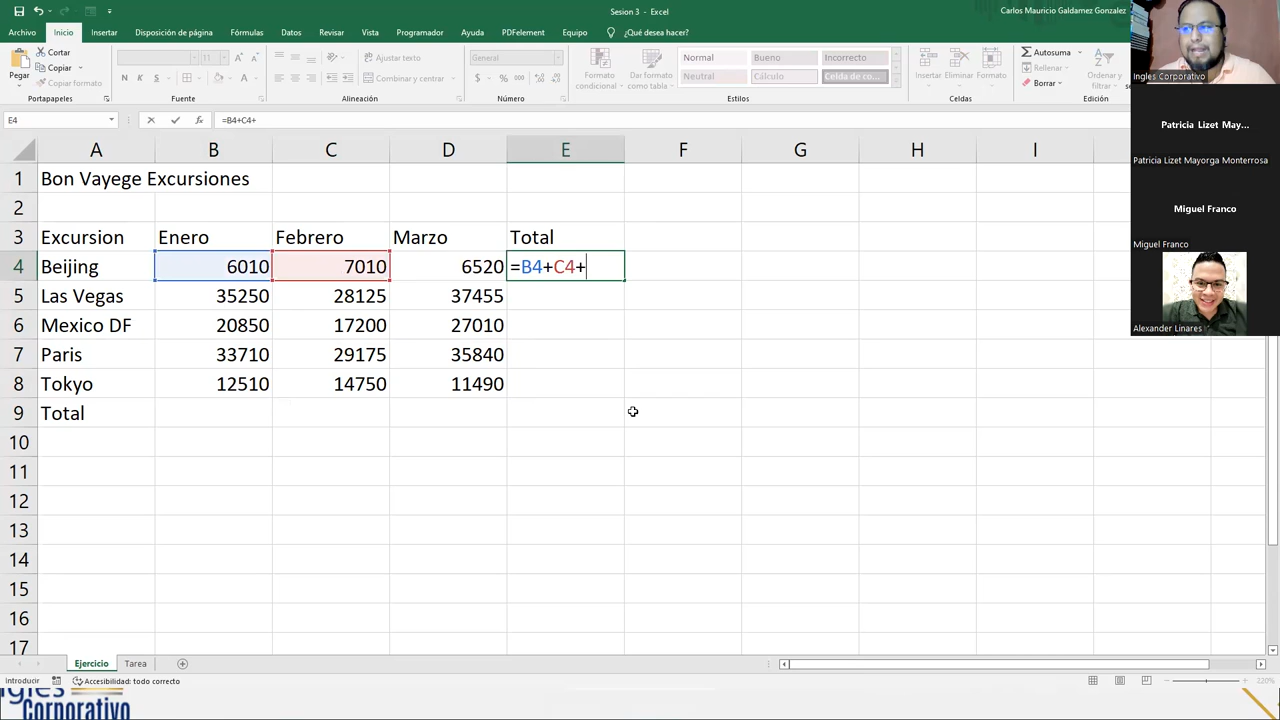 Sesion 3 - Excel
Carlos Mauricio Galdamez Gonzalez
Archivo Inicio Insertar Disposición de página Fórmulas Datos Revisar Vista Programador Ayuda PDFelement Equipo ¿Qué desea hacer?
Pegar
Cortar
Copiar
Copiar formato
Portapapeles
11
N K S
Fuente
Ajustar texto
Combinar y centrar
Alineación
General
Número
Formato condicional
Dar formato como tabla
Normal Bueno Incorrecto
Neutral Cálculo Celda de co...
Estilos
Insertar Eliminar Formato
Celdas
Autosuma
Rellenar
Borrar
Ordenar y filtrar
Edición
E4 =B4+C4+
A B C D E F G H I
1 Bon Vayege Excursiones
2
3 Excursion Enero Febrero Marzo Total
4 Beijing 6010 7010 6520 =B4+C4+
5 Las Vegas 35250 28125 37455
6 Mexico DF 20850 17200 27010
7 Paris 33710 29175 35840
8 Tokyo 12510 14750 11490
9 Total
10
11
12
13
14
15
16
17
Ejercicio Tarea
Introducir Accesibilidad: todo correcto 220%
Corporativo
Ingles Corporativo
Patricia Lizet May...
Patricia Lizet Mayorga Monterrosa
Miguel Franco
Miguel Franco
Alexander Linares